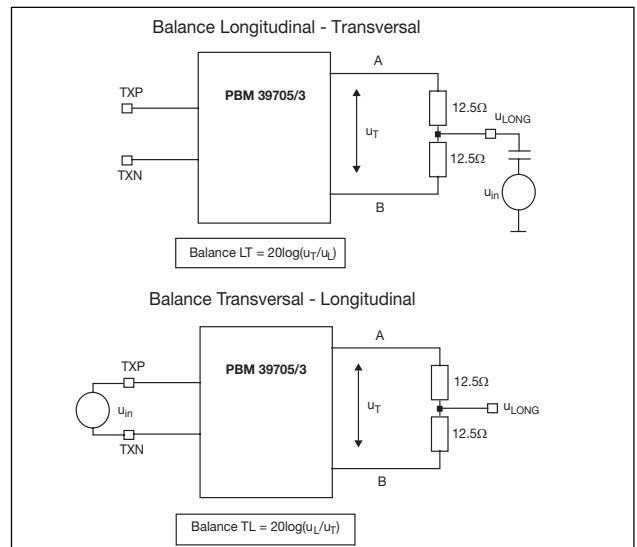 Balance Longitudinal - Transversal
A
TXP
PBM 39705/3
12.5Ω
uLONG
uT
12.5Ω
TXN
uin
B
Balance LT = 20log(uT/uL)
Balance Transversal - Longitudinal
A
TXP
PBM 39705/3
12.5Ω
uin
uT
uLONG
12.5Ω
TXN
B
Balance TL = 20log(uL/uT)